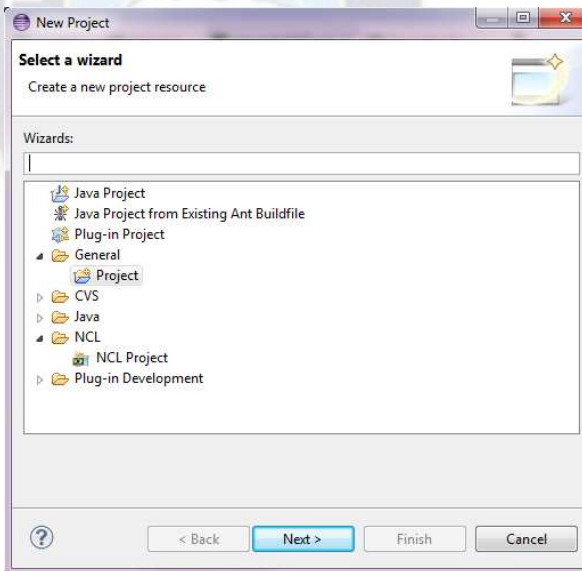 New Project
Select a wizard
Create a new project resource
Wizards:
Java Project
Java Project from Existing Ant Buildfile
Plug-in Project
General
Project
CVS
Java
NCL
NCL Project
Plug-in Development
? < Back Next > Finish Cancel